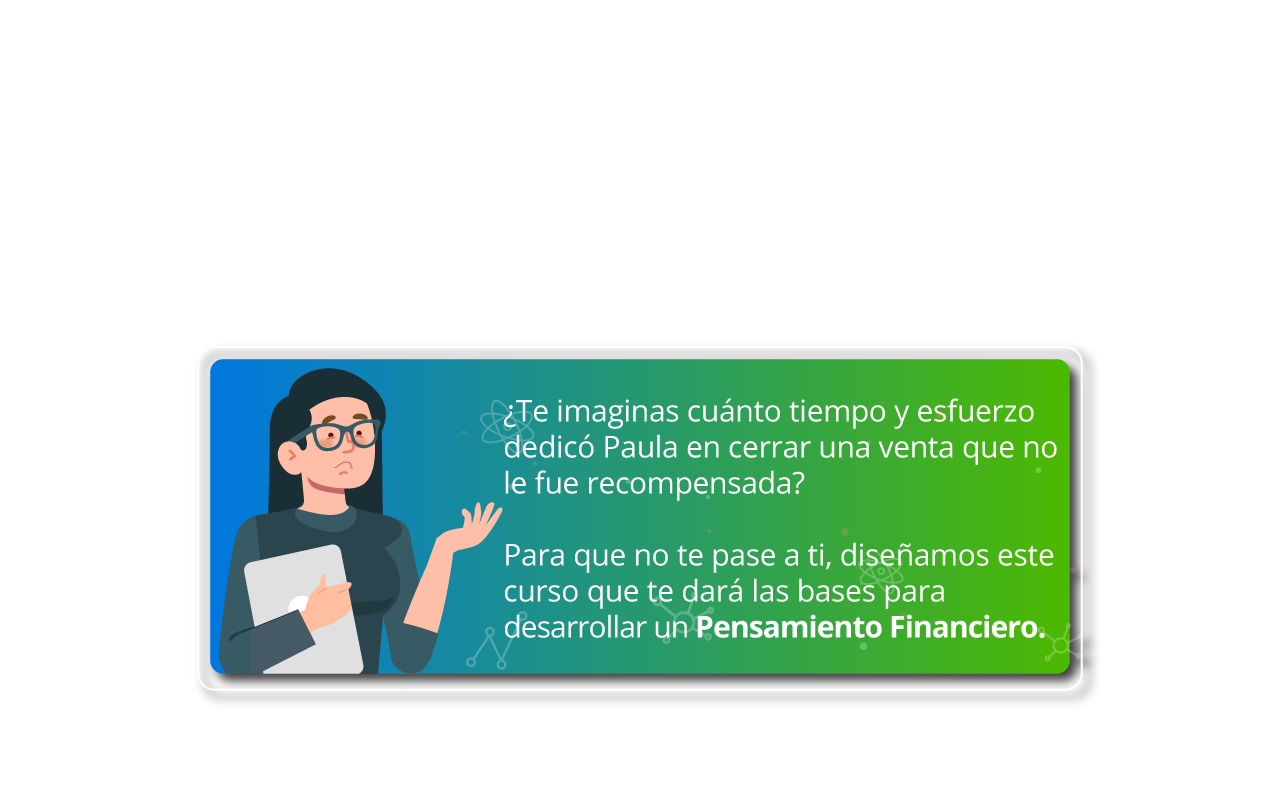 ¿Te imaginas cuánto tiempo y esfuerzo
dedicó Paula en cerrar una venta que no
le fue recompensada?
Para que no te pase a ti, diseñamos este
curso que te dará las bases para
desarrollar un Pensamiento Financiero.